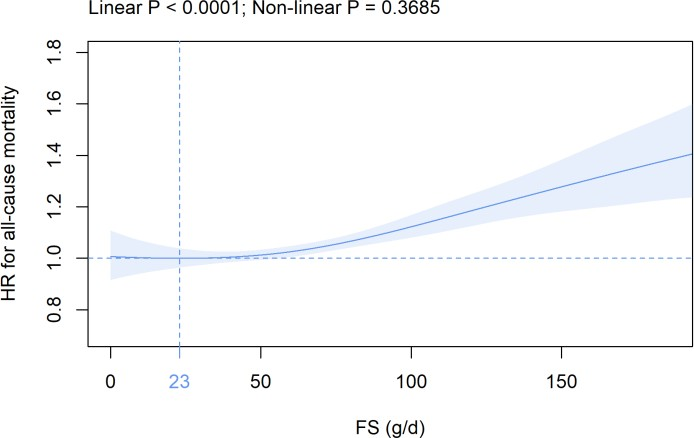 Linear P < 0.0001; Non-linear P = 0.3685
HR for all-cause mortality
1.8
1.6
1.4
1.2
1.0
0.8
0 23 50 100 150
FS (g/d)